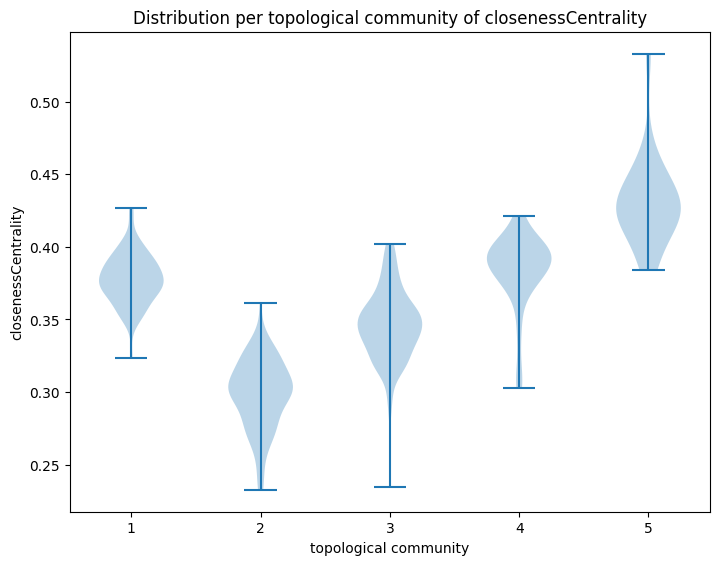 Distribution per topological community of closenessCentrality
closenessCentrality
0.50
0.45
0.40
0.35
0.30
0.25
1 2 3 4 5
topological community